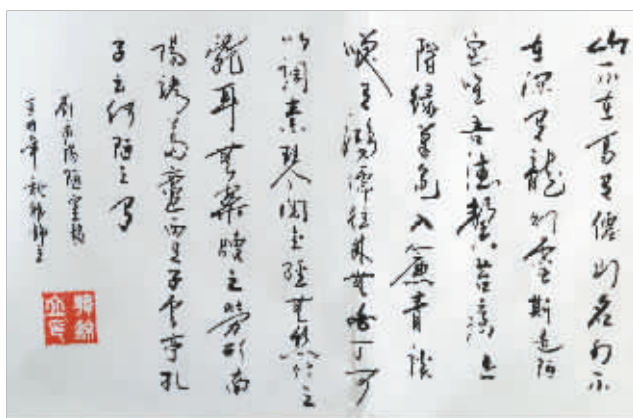 山不在高有僊則名水不
在深有龍則靈斯是陋
室唯吾德馨苔痕上
階綠草色入簾青談
笑有鴻儒往來無白丁可
以調素琴閱金經無絲竹之
亂耳無案牘之勞形南
陽諸葛廬西蜀子雲亭孔
子云何陋之有
劉禹錫陋室銘
年秋